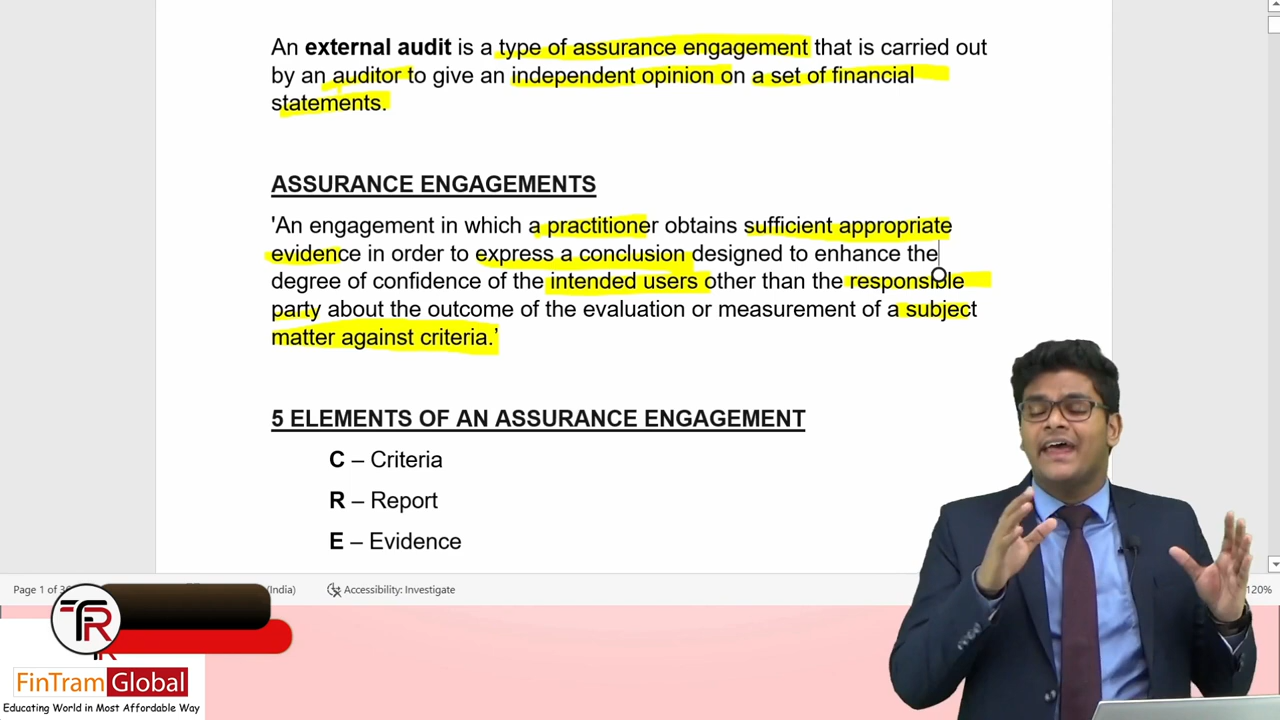 An external audit is a type of assurance engagement that is carried out
by an auditor to give an independent opinion on a set of financial
statements.
ASSURANCE ENGAGEMENTS
'An engagement in which a practitioner obtains sufficient appropriate
evidence in order to express a conclusion designed to enhance the
degree of confidence of the intended users other than the responsible
party about the outcome of the evaluation or measurement of a subject
matter against criteria.’
5 ELEMENTS OF AN ASSURANCE ENGAGEMENT
C – Criteria
R – Report
E – Evidence
Page 1 of
/India)
Accessibility: Investigate
120%
TR
FinTram Global
Educating World in Most Affordable Way